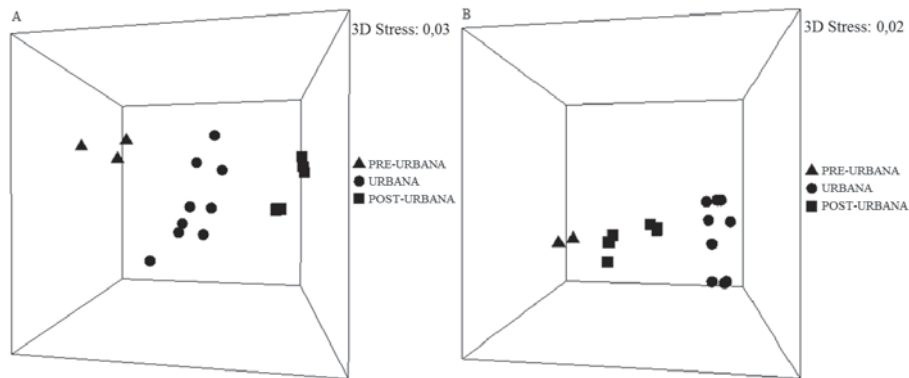 A
3D Stress: 0,03
PRE-URBANA
URBANA
POST-URBANA
B
3D Stress: 0,02
PRE-URBANA
URBANA
POST-URBANA